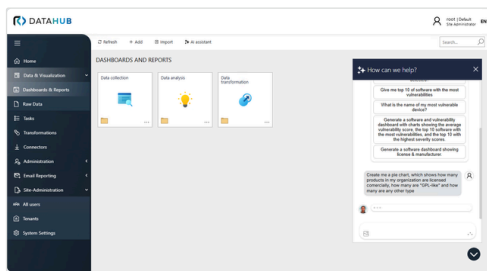 DATAHUB
root | Default
Site Administrator
EN
Refresh
Add
Import
AI assistant
Search...
Home
Data & Visualization
Dashboards & Reports
Raw Data
Tasks
Transformations
Connectors
Administration
Email Reporting
Site-Administration
All users
Tenants
System Settings
DASHBOARDS AND REPORTS
Data collection
Data analysis
Data
transformation
How can we help?
Give me top 10 of software with the most
vulnerabilities
What is the name of my most vulnerable
device?
Generate a software and vulnerability
dashboard with charts showing the average
vulnerability score, the top 10 software with
the most vulnerabilities, and the top 10 with
the highest severity scores.
Generate a software dashboard showing
license & manufacturer
Create me a pie chart, which shows how many
products in my organization are licensed
comercially, how many are "GPL-like" and how
many are any other type